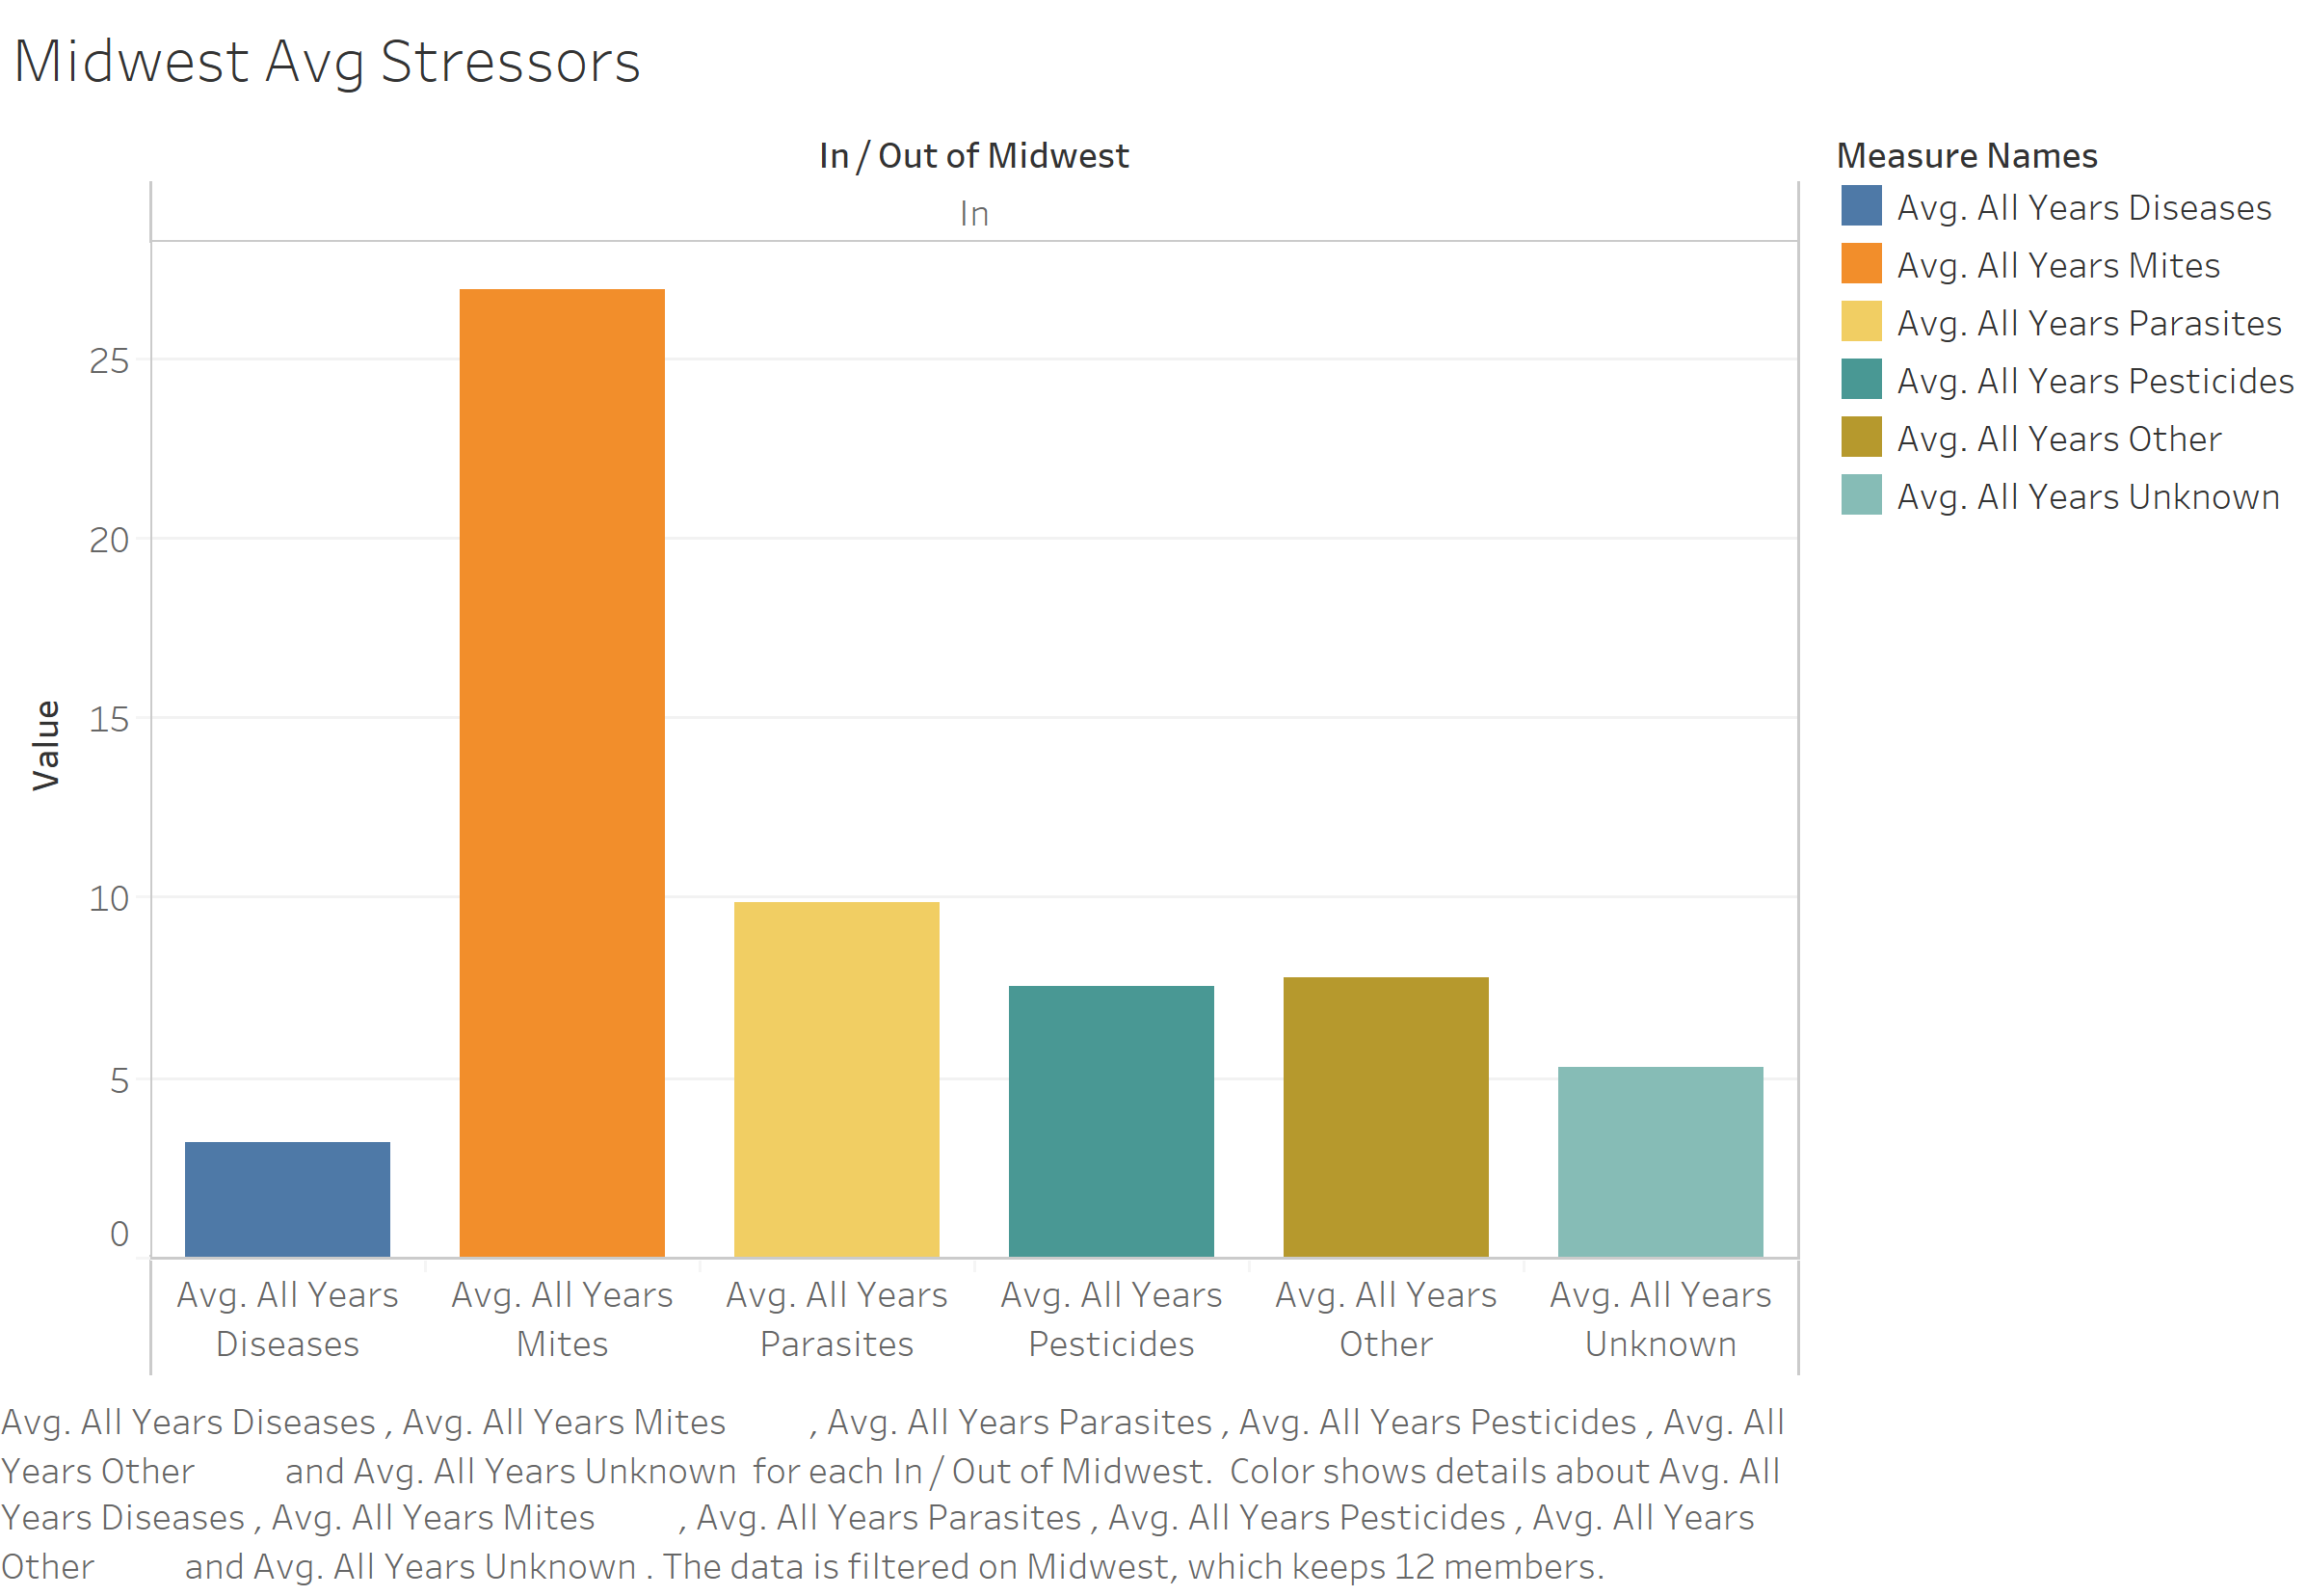 Midwest Avg Stressors
In / Out of Midwest
In
Measure Names
Avg. All Years Diseases
Avg. All Years Mites
Avg. All Years Parasites
Avg. All Years Pesticides
Avg. All Years Other
Avg. All Years Unknown
Value
25
20
15
10
5
0
Avg. All Years
Diseases
Avg. All Years
Mites
Avg. All Years
Parasites
Avg. All Years
Pesticides
Avg. All Years
Other
Avg. All Years
Unknown
Avg. All Years Diseases , Avg. All Years Mites , Avg. All Years Parasites , Avg. All Years Pesticides , Avg. All
Years Other and Avg. All Years Unknown for each In / Out of Midwest. Color shows details about Avg. All
Years Diseases , Avg. All Years Mites , Avg. All Years Parasites , Avg. All Years Pesticides , Avg. All Years
Other and Avg. All Years Unknown . The data is filtered on Midwest, which keeps 12 members.